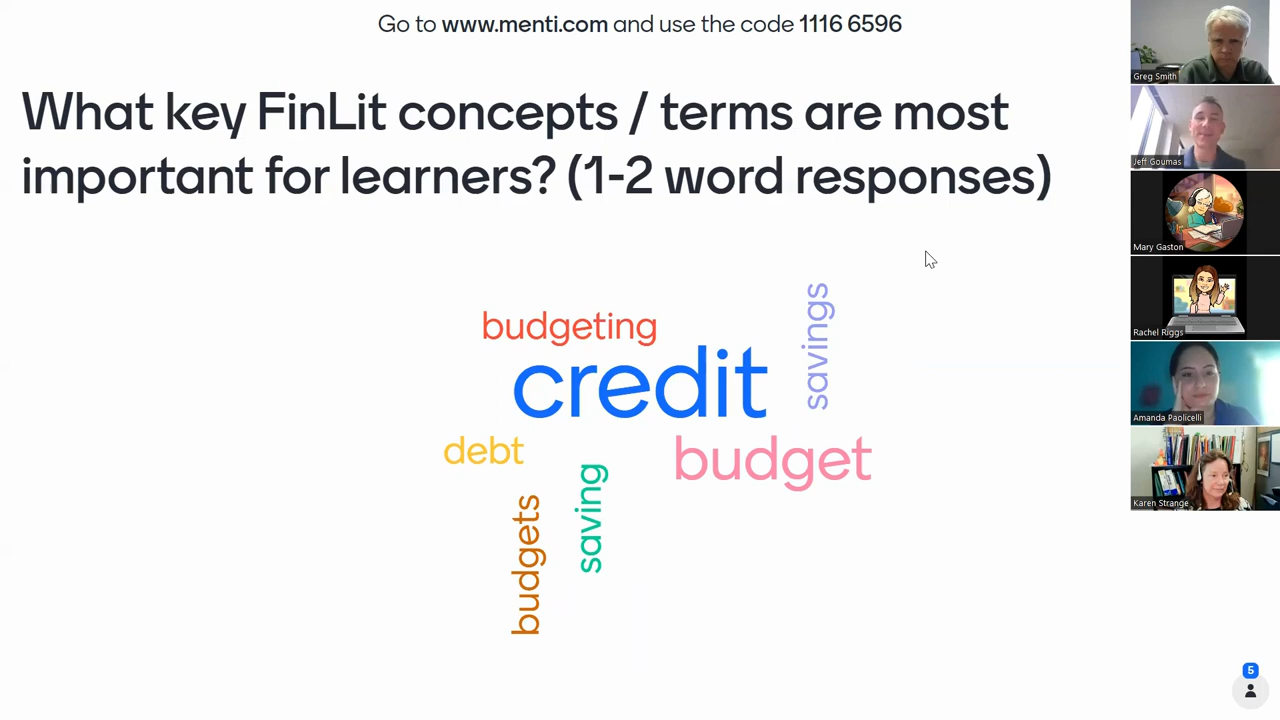 Go to www.menti.com and use the code 1116 6596
What key FinLit concepts / terms are most
important for learners? (1-2 word responses)
budgeting
credit
savings
debt
saving
budget
budgets
Greg Smith
Jeff Goumas
Mary Gaston
Rachel Riggs
Amanda Paolicelli
Karen Strange
5